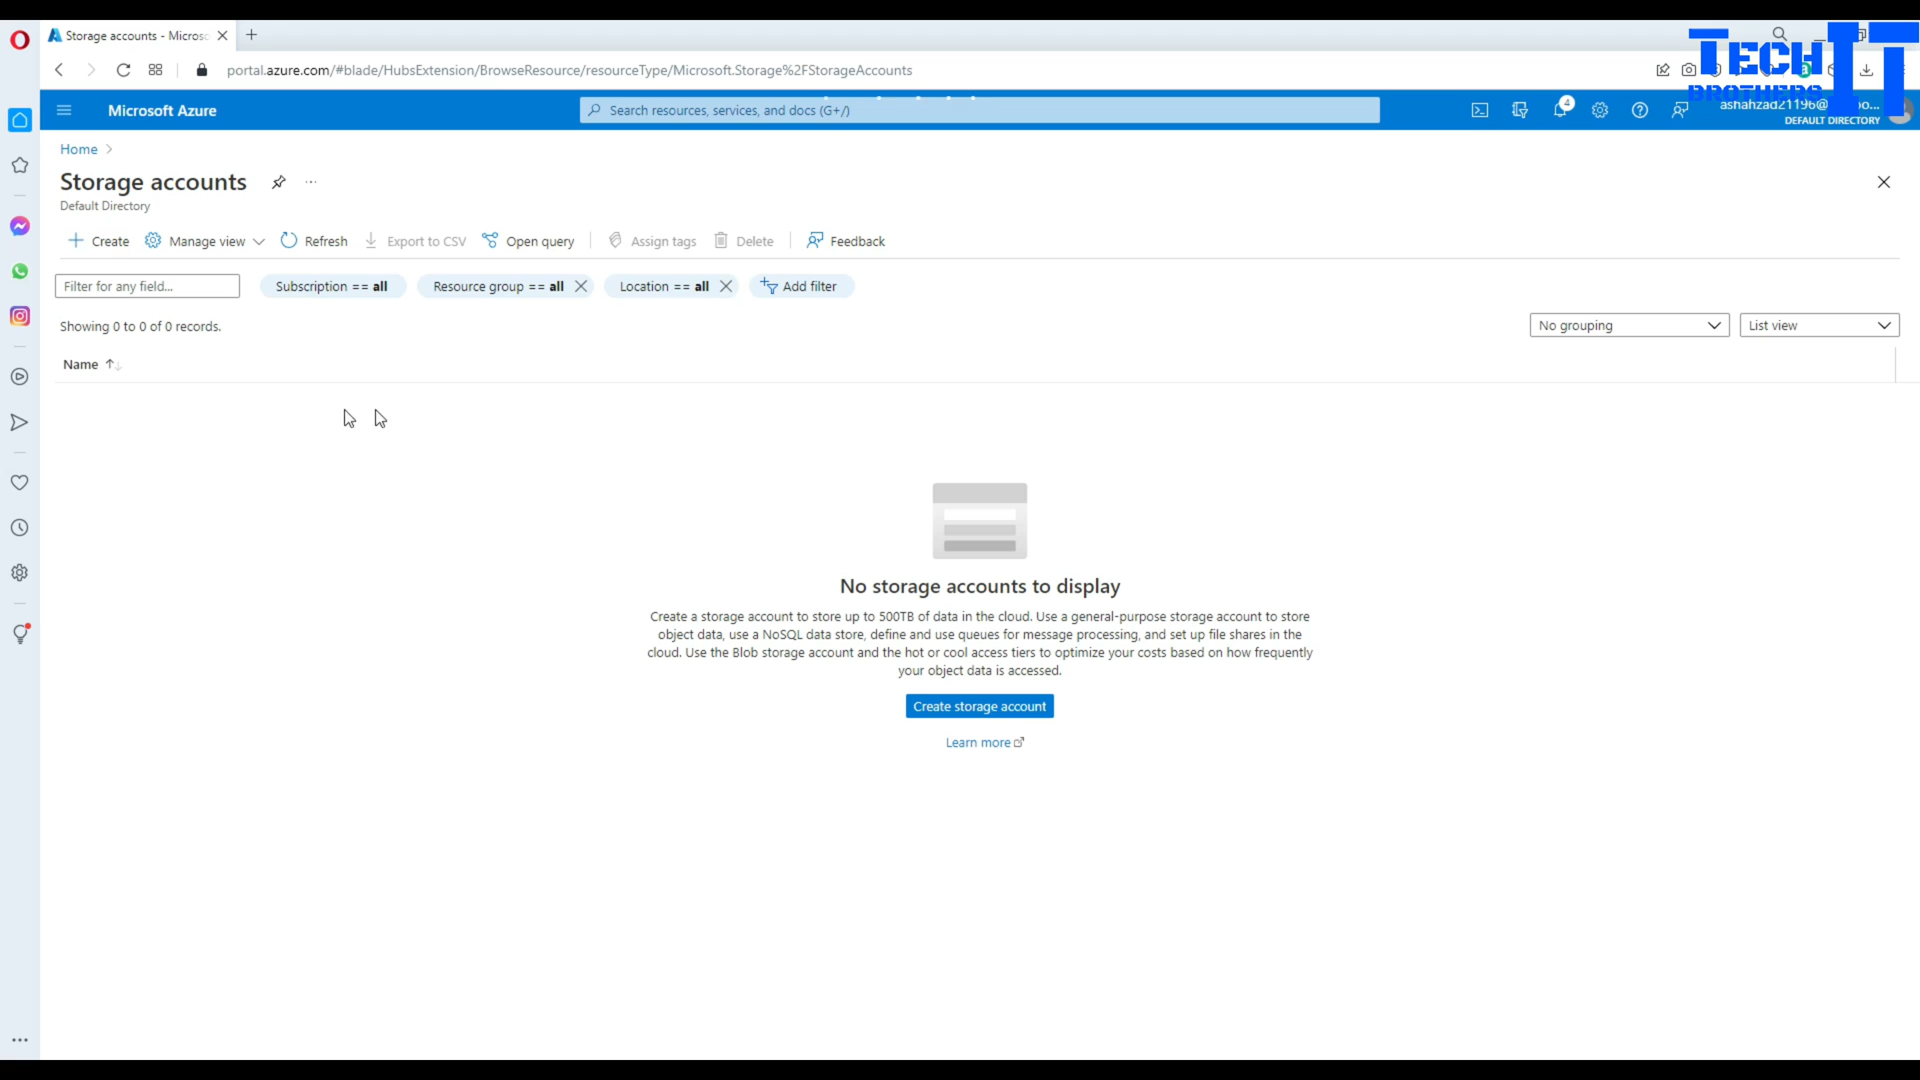 Storage accounts - Micros
portal.azure.com/#blade/HubsExtension/BrowseResource/resourceType/Microsoft.Storage%2FStorageAccounts
TECH IT
BROTHERS
Microsoft Azure
Search resources, services, and docs (G+/)
4
DEFAULT DIRECTORY
Home
Storage accounts
Default Directory
Create
Manage view
Refresh
Export to CSV
Open query
Assign tags
Delete
Feedback
Filter for any field...
Subscription == all
Resource group == all
Location == all
Add filter
Showing 0 to 0 of 0 records.
No grouping
List view
Name
No storage accounts to display
Create a storage account to store up to 500TB of data in the cloud. Use a general-purpose storage account to store
object data, use a NoSQL data store, define and use queues for message processing, and set up file shares in the
cloud. Use the Blob storage account and the hot or cool access tiers to optimize your costs based on how frequently
your object data is accessed.
Create storage account
Learn more